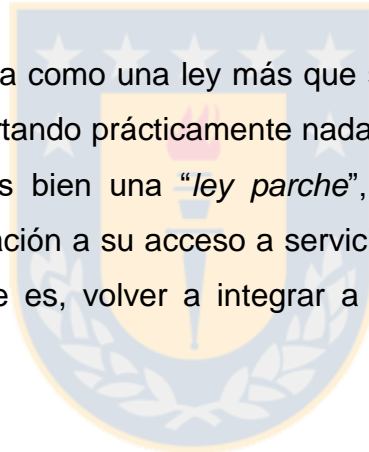 a como una ley más que s
rtando prácticamente nada
s bien una “ley parche”,
ación a su acceso a servic
e es, volver a integrar a